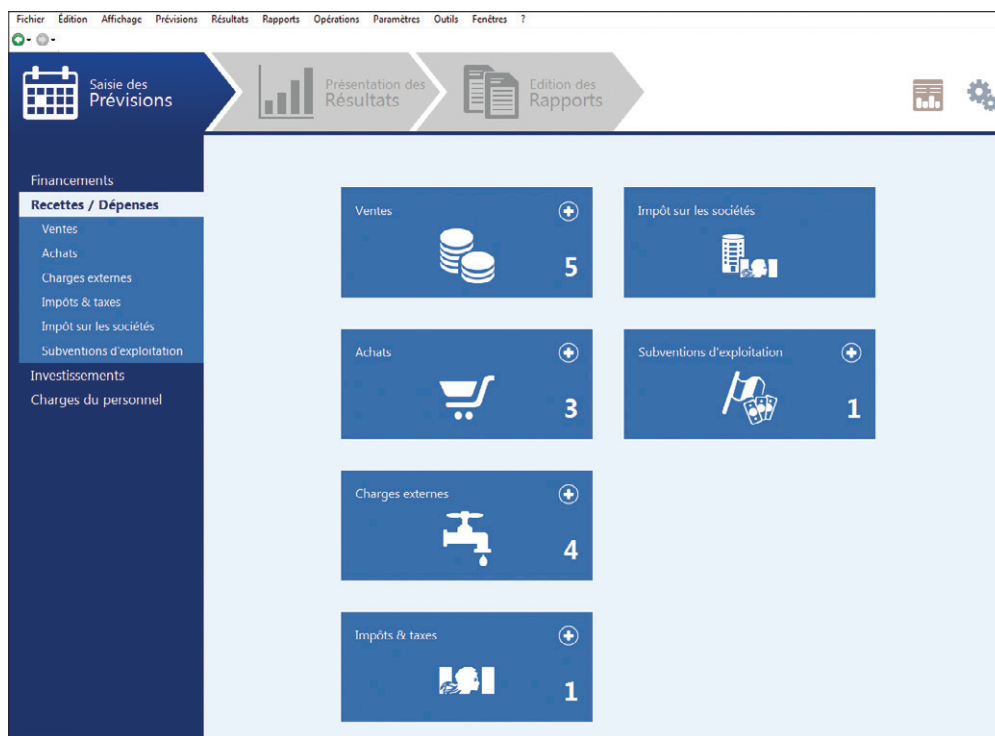 Fichier Édition Affichage Prévisions Résultats Rapports Opérations Paramètres Outils Fenêtres ?
Saisie des
Prévisions
Présentation des
Résultats
Edition des
Rapports
Financements
Recettes / Dépenses
Ventes
Achats
Charges externes
Impôts & taxes
Impôt sur les sociétés
Subventions d'exploitation
Investissements
Charges du personnel
Ventes
5
Impôt sur les sociétés
Achats
3
Subventions d'exploitation
1
Charges externes
4
Impôts & taxes
1